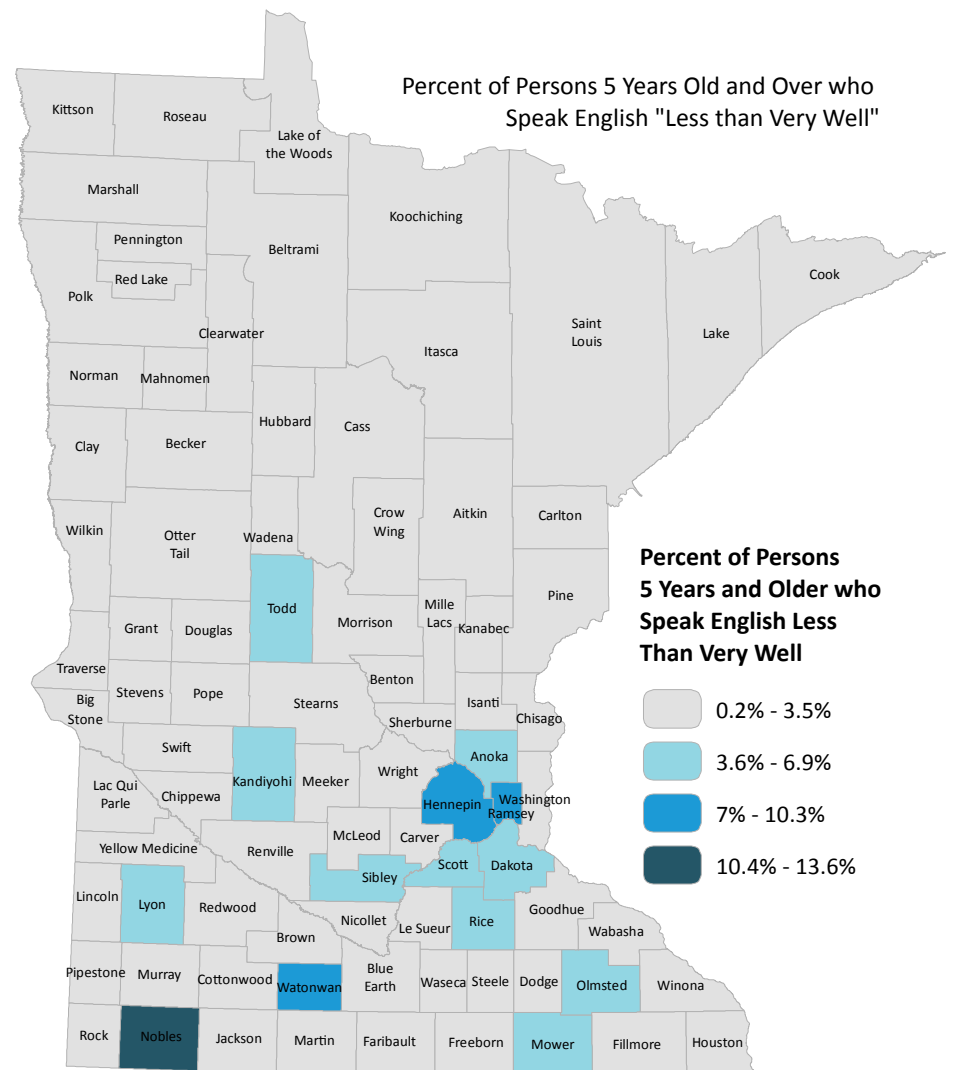 Percent of Persons 5 Years Old and Over who
Speak English "Less than Very Well"
Kittson
Roseau
Lake of
the Woods
Marshall
Koochiching
Pennington
Beltrami
Red Lake
Polk
Cook
Clearwater
Saint
Louis
Lake
Itasca
Norman
Mahnomen
Hubbard
Cass
Clay
Becker
Wilkin
Otter
Tail
Wadena
Crow
Wing
Aitkin
Carlton
Todd
Pine
Grant
Douglas
Morrison
Mille
Lacs
Kanabec
Traverse
Big
Stone
Stevens
Pope
Stearns
Benton
Isanti
Sherburne
Chisago
Swift
Anoka
Lac Qui
Parle
Chippewa
Kandiyohi
Meeker
Wright
Hennepin
Washington
Ramsey
Yellow Medicine
Renville
McLeod
Carver
Sibley
Scott
Dakota
Lincoln
Lyon
Redwood
Nicollet
Le Sueur
Rice
Goodhue
Wabasha
Brown
Pipestone
Murray
Cottonwood
Watonwan
Blue
Earth
Waseca
Steele
Dodge
Olmsted
Winona
Rock
Nobles
Jackson
Martin
Faribault
Freeborn
Mower
Fillmore
Houston
Percent of Persons
5 Years and Older who
Speak English Less
Than Very Well
0.2% - 3.5%
3.6% - 6.9%
7% - 10.3%
10.4% - 13.6%